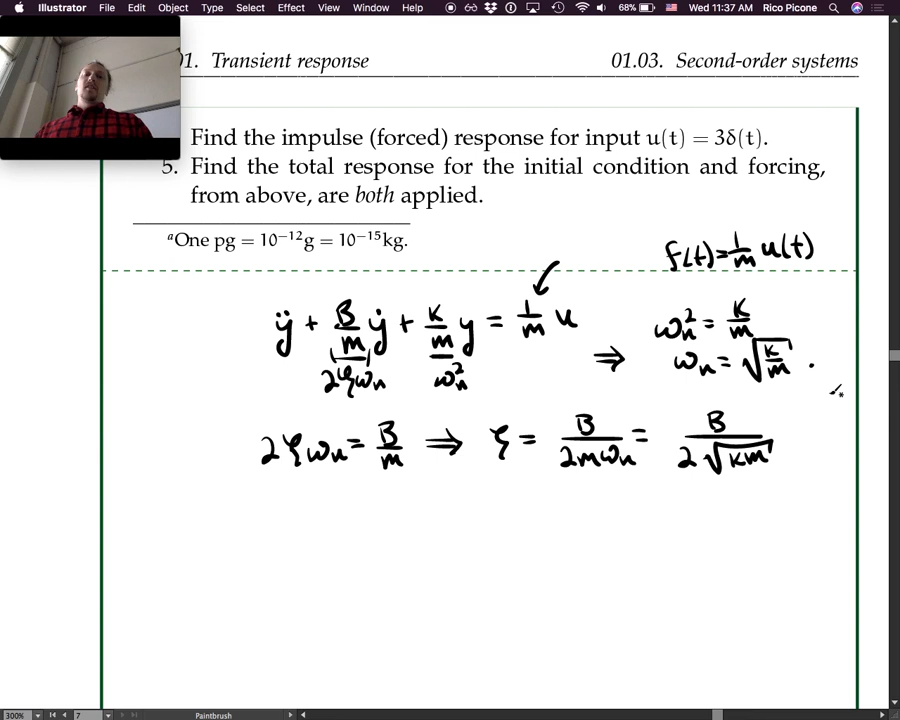 Illustrator File Edit Object Type Select Effect View Window Help 68% Wed 11:37 AM Rico Picone
01. Transient response 01.03. Second-order systems
Find the impulse (forced) response for input u(t) = 3δ(t).
5. Find the total response for the initial condition and forcing,
from above, are both applied.
ᵃOne pg = 10⁻¹²g = 10⁻¹⁵kg.
f(t) = 1/m u(t)
ÿ + B/m ẏ + K/m y = 1/m u
2ζωₙ ωₙ²
⇒ ωₙ² = K/m
ωₙ = √(K/m) .
2ζωₙ = B/m ⇒ ζ = B/(2mωₙ) = B/(2√(Km))
300% 7 Paintbrush